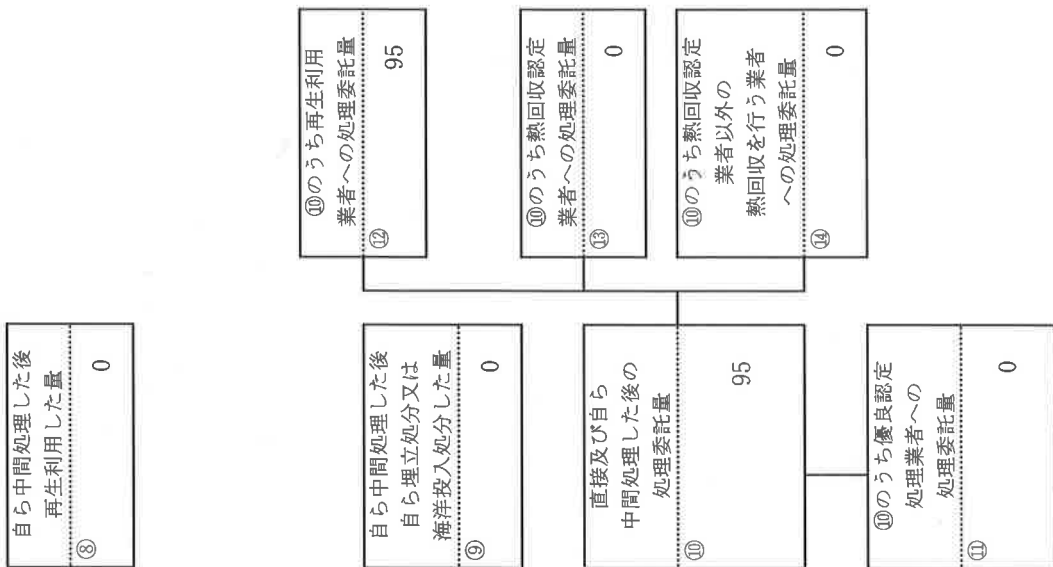 自ら中間処理した後
再生利用した量
⑧
0
自ら中間処理した後
自ら埋立処分又は
海洋投入処分した量
⑨
0
直接及び自ら
中間処理した後の
処理委託量
⑩
95
⑩のうち優良認定
処理業者への
処理委託量
⑪
0
⑩のうち再生利用
業者への処理委託量
⑫
95
⑩のうち熱回収認定
業者への処理委託量
⑬
0
⑩のうち熱回収認定
業者以外の
熱回収を行う業者
への処理委託量
⑭
0